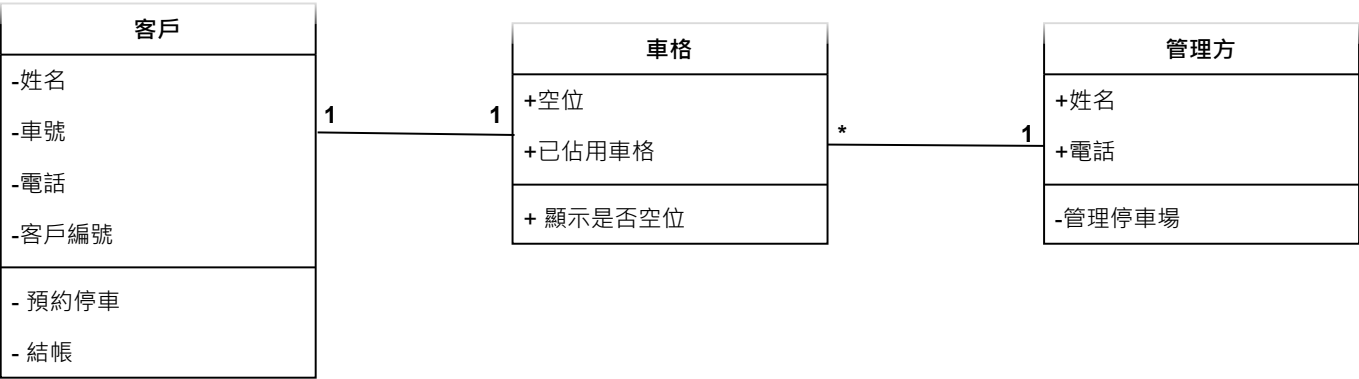 客戶
-姓名
-車號
-電話
-客戶編號
- 預約停車
- 結帳
1
1
車格
+空位
+已佔用車格
+ 顯示是否空位
*
1
管理方
+姓名
+電話
-管理停車場